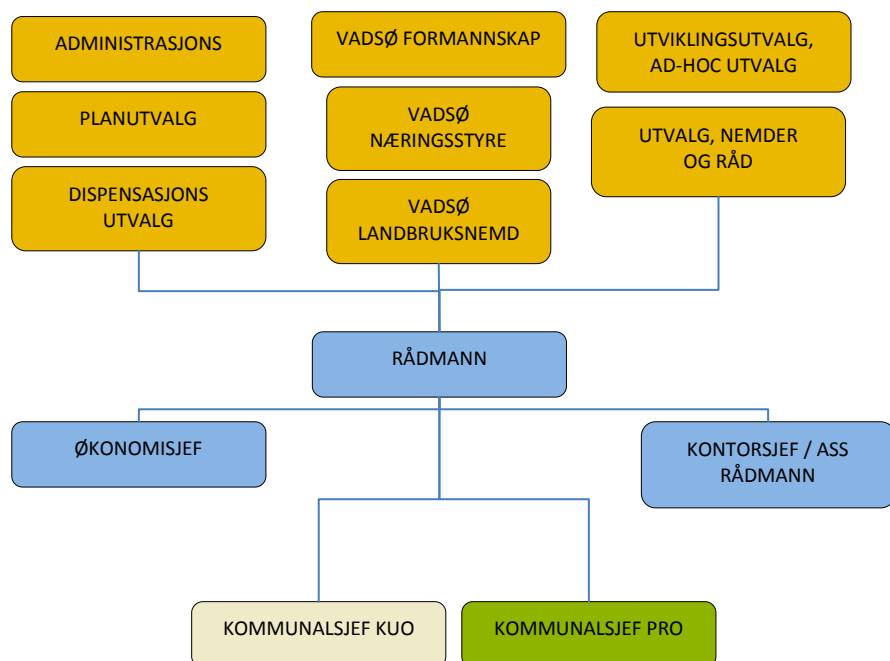 ADMINISTRASJONS
VADSØ FORMANNSKAP
UTVIKLINGSUTVALG,
AD-HOC UTVALG
PLANUTVALG
VADSØ
NÆRINGSSTYRE
UTVALG, NEMDER
OG RÅD
DISPENSASJONS
UTVALG
VADSØ
LANDBRUKSNEMD
RÅDMANN
ØKONOMISJEF
KONTORSJEF / ASS
RÅDMANN
KOMMUNALSJEF KUO
KOMMUNALSJEF PRO